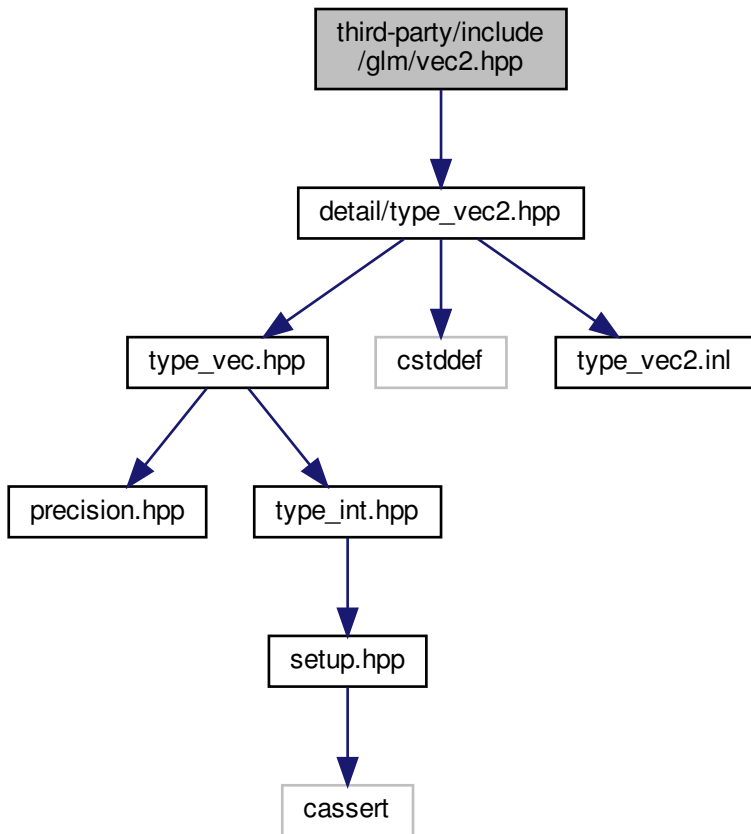 third-party/include
/glm/vec2.hpp
detail/type_vec2.hpp
type_vec.hpp
cstddef
type_vec2.inl
precision.hpp
type_int.hpp
setup.hpp
cassert